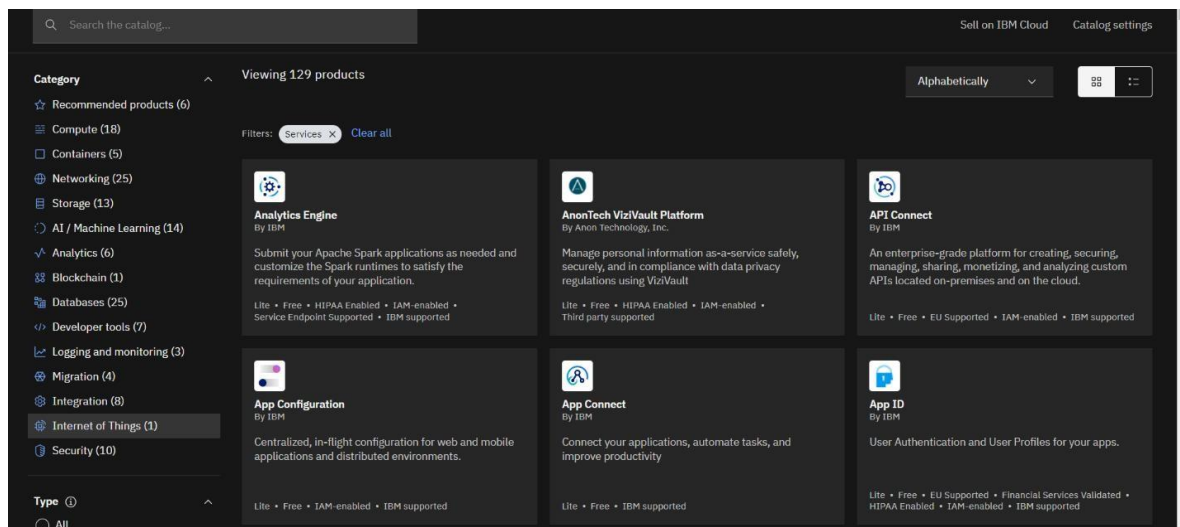 Search the catalog...
Sell on IBM Cloud
Catalog settings
Category
Recommended products (6)
Compute (18)
Containers (5)
Networking (25)
Storage (13)
AI / Machine Learning (14)
Analytics (6)
Blockchain (1)
Databases (25)
Developer tools (7)
Logging and monitoring (3)
Migration (4)
Integration (8)
Internet of Things (1)
Security (10)
Type
All
Viewing 129 products
Alphabetically
Filters: Services X Clear all
Analytics Engine
By IBM
Submit your Apache Spark applications as needed and
customize the Spark runtimes to satisfy the
requirements of your application.
Lite • Free • HIPAA Enabled • IAM-enabled •
Service Endpoint Supported • IBM supported
AnonTech ViziVault Platform
By Anon Technology, Inc.
Manage personal information as-a-service safely,
securely, and in compliance with data privacy
regulations using ViziVault
Lite • Free • HIPAA Enabled • IAM-enabled •
Third party supported
API Connect
By IBM
An enterprise-grade platform for creating, securing,
managing, sharing, monetizing, and analyzing custom
APIs located on-premises and on the cloud.
Lite • Free • EU Supported • IAM-enabled • IBM supported
App Configuration
By IBM
Centralized, in-flight configuration for web and mobile
applications and distributed environments.
Lite • Free • IAM-enabled • IBM supported
App Connect
By IBM
Connect your applications, automate tasks, and
improve productivity
Lite • Free • IAM-enabled • IBM supported
App ID
By IBM
User Authentication and User Profiles for your apps.
Lite • Free • EU Supported • Financial Services Validated •
HIPAA Enabled • IAM-enabled • IBM supported